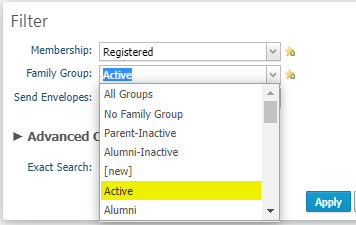 Filter
Membership: Registered
Family Group: Active
Send Envelopes:
All Groups
No Family Group
Parent-Inactive
Alumni-Inactive
[new]
Active
Alumni
Advanced
Exact Search:
Apply